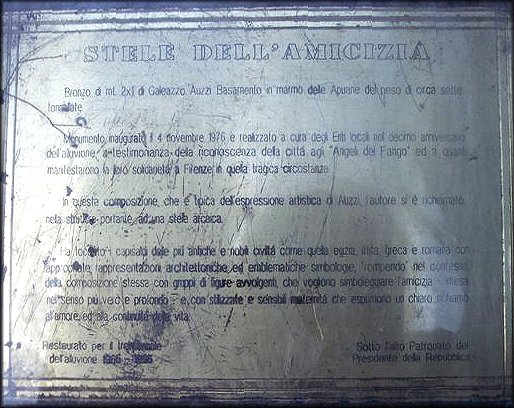 STELE DELL'AMICIZIA
Bronzo di mt. 2x1 di Galeazzo Auzzi Basamento in marmo delle Apuane del peso di circa sette
tonnellate
Monumento inaugurato il 4 novembre 1976 e realizzato a cura degli Enti locali nel decimo anniversario
dell'alluvione a testimonianza della riconoscenza della città agli "Angeli del Fango" ed a quanti
manifestarono la loro solidarietà a Firenze in quella tragica circostanza
In questa composizione, che è tipica dell'espressione artistica di Auzzi, l'autore si è richiamato,
nella struttura portante, ad una stele arcaica.
Ha toccato i capisaldi delle più antiche e nobili civiltà come quella egizia, ittita, greca e romana con
appropriate rappresentazioni architettoniche ed emblematiche simbologie, "rompendo" nel contesto
della composizione stessa con gruppi di figure avvolgenti, che vogliono simboleggiare l'amicizia - intesa
nel senso più vero e profondo - e, con stilizzate e sensibili maternità che esprimono un chiaro richiamo
all'amore ed alla continuità della vita.
Restaurato per il trentennale
dell'alluvione 1966 - 1996
Sotto l'alto Patronato del
Presidente della Repubblica